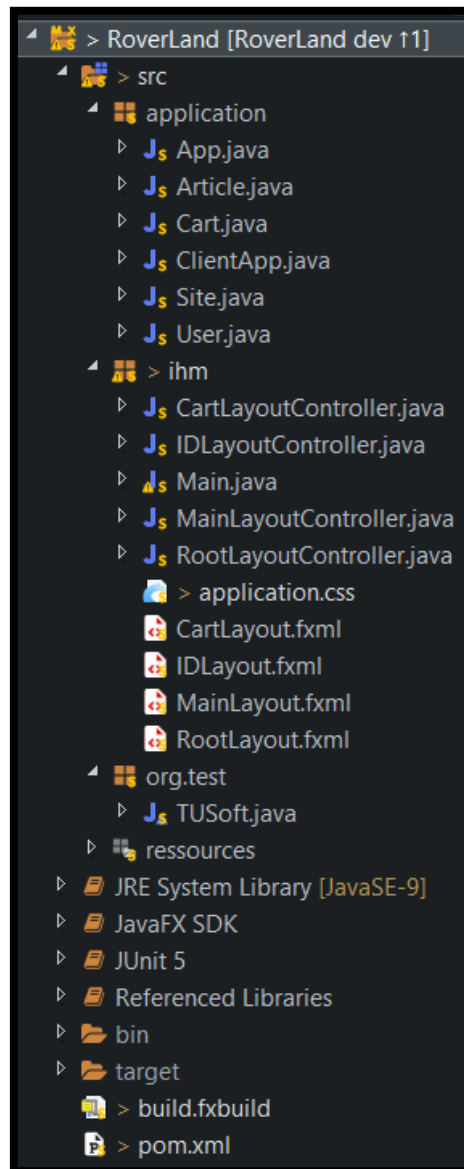 > RoverLand [RoverLand dev ↑1]
> src
application
App.java
Article.java
Cart.java
ClientApp.java
Site.java
User.java
> ihm
CartLayoutController.java
IDLayoutController.java
Main.java
MainLayoutController.java
RootLayoutController.java
> application.css
CartLayout.fxml
IDLayout.fxml
MainLayout.fxml
RootLayout.fxml
org.test
TUSoft.java
ressources
JRE System Library [JavaSE-9]
JavaFX SDK
JUnit 5
Referenced Libraries
bin
target
> build.fxbuild
> pom.xml